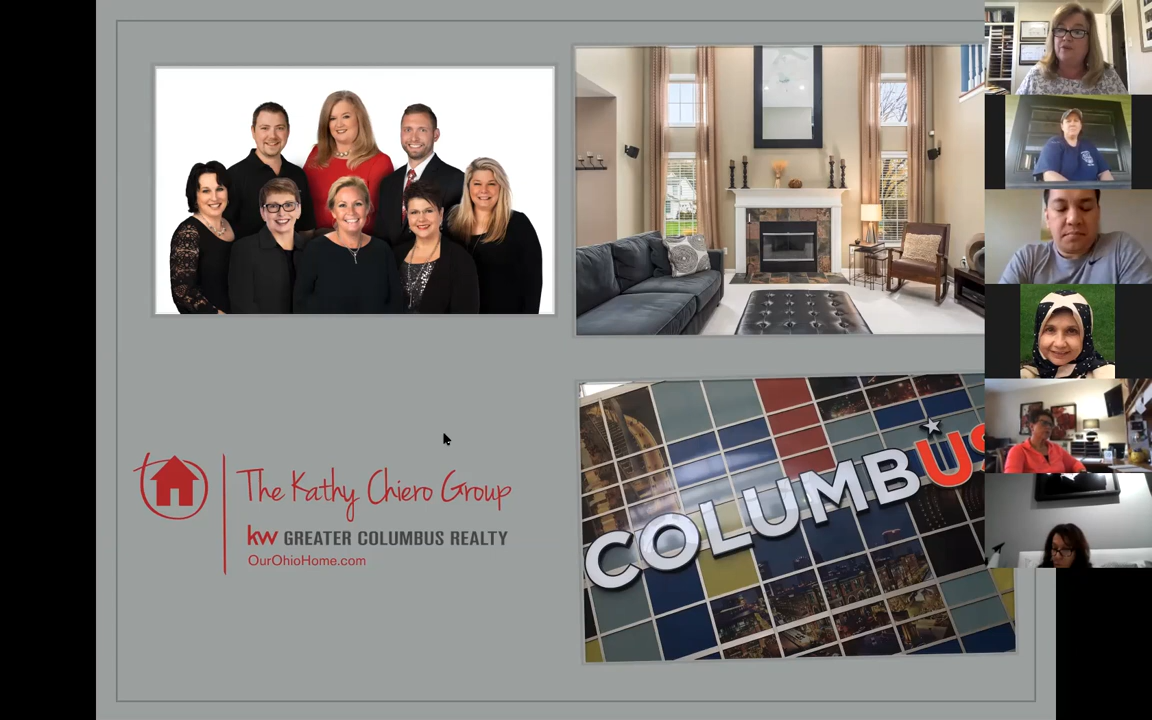 The Kathy Chiero Group
kw GREATER COLUMBUS REALTY
OurOhioHome.com
COLUMBUS